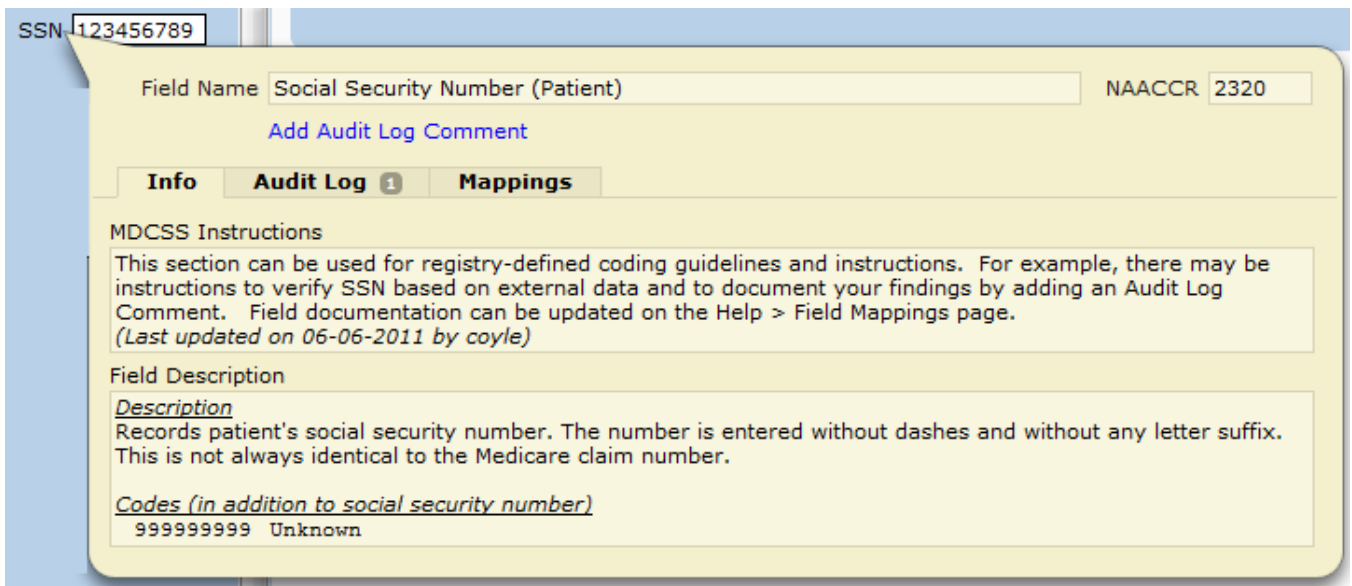 SSN 123456789
Field Name Social Security Number (Patient) NAACCR 2320
Add Audit Log Comment
Info Audit Log 1 Mappings
MDCSS Instructions
This section can be used for registry-defined coding guidelines and instructions.  For example, there may be
instructions to verify SSN based on external data and to document your findings by adding an Audit Log
Comment.   Field documentation can be updated on the Help > Field Mappings page.
(Last updated on 06-06-2011 by coyle)
Field Description
Description
Records patient's social security number. The number is entered without dashes and without any letter suffix.
This is not always identical to the Medicare claim number.
Codes (in addition to social security number)
999999999 Unknown